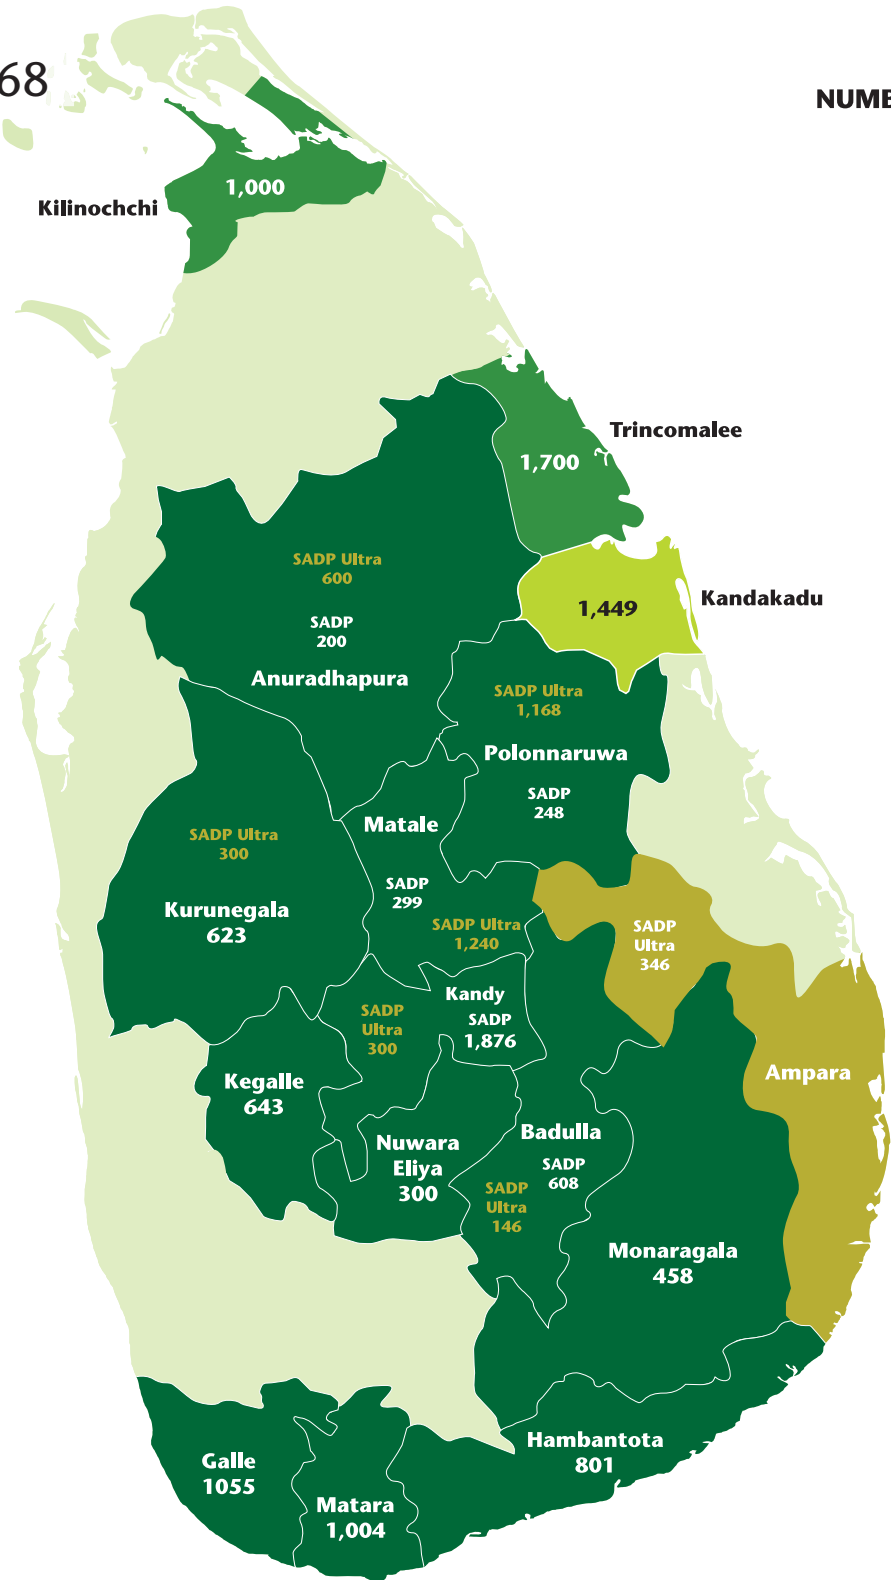 68
NUMB
1,000
Kilinochchi
Trincomalee
1,700
SADP Ultra
600
SADP
200
Anuradhapura
1,449
Kandakadu
SADP Ultra
1,168
Polonnaruwa
SADP
248
Matale
SADP
299
SADP Ultra
1,240
SADP Ultra
300
Kurunegala
623
SADP
Ultra
346
Kandy
SADP
1,876
SADP
Ultra
300
Kegalle
643
Ampara
Nuwara
Eliya
300
Badulla
SADP
608
SADP
Ultra
146
Monaragala
458
Galle
1055
Matara
1,004
Hambantota
801